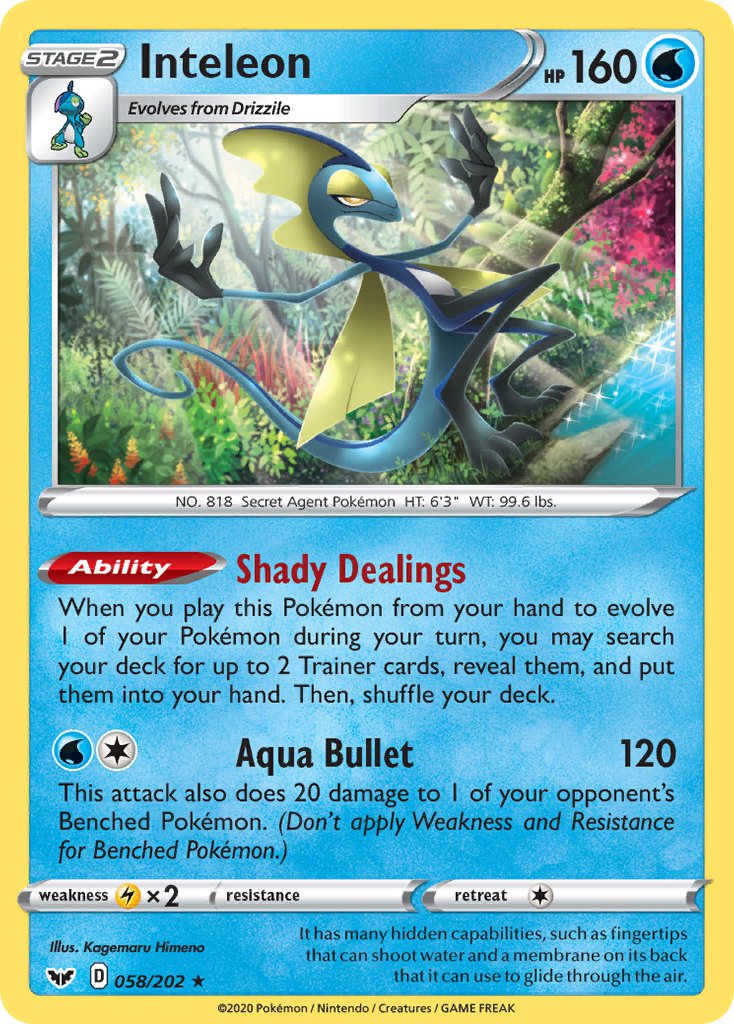 STAGE 2
Inteleon
HP 160
Evolves from Drizzile
NO. 818 Secret Agent Pokémon HT: 6'3" WT: 99.6 lbs.
Ability Shady Dealings
When you play this Pokémon from your hand to evolve
1 of your Pokémon during your turn, you may search
your deck for up to 2 Trainer cards, reveal them, and put
them into your hand. Then, shuffle your deck.
Aqua Bullet 120
This attack also does 20 damage to 1 of your opponent's
Benched Pokémon. (Don't apply Weakness and Resistance
for Benched Pokémon.)
weakness ×2 resistance retreat
Illus. Kagemaru Himeno
It has many hidden capabilities, such as fingertips
that can shoot water and a membrane on its back
that it can use to glide through the air.
D 058/202 ★
©2020 Pokémon / Nintendo / Creatures / GAME FREAK